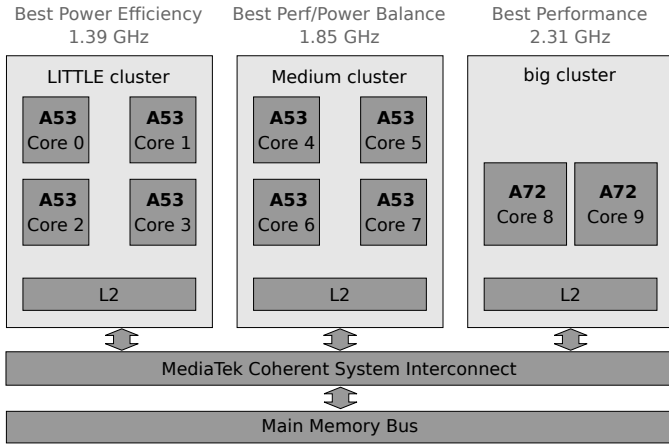 Best Power Efficiency
1.39 GHz
LITTLE cluster
A53
Core 0
A53
Core 1
A53
Core 2
A53
Core 3
L2
Best Perf/Power Balance
1.85 GHz
Medium cluster
A53
Core 4
A53
Core 5
A53
Core 6
A53
Core 7
L2
Best Performance
2.31 GHz
big cluster
A72
Core 8
A72
Core 9
L2
MediaTek Coherent System Interconnect
Main Memory Bus